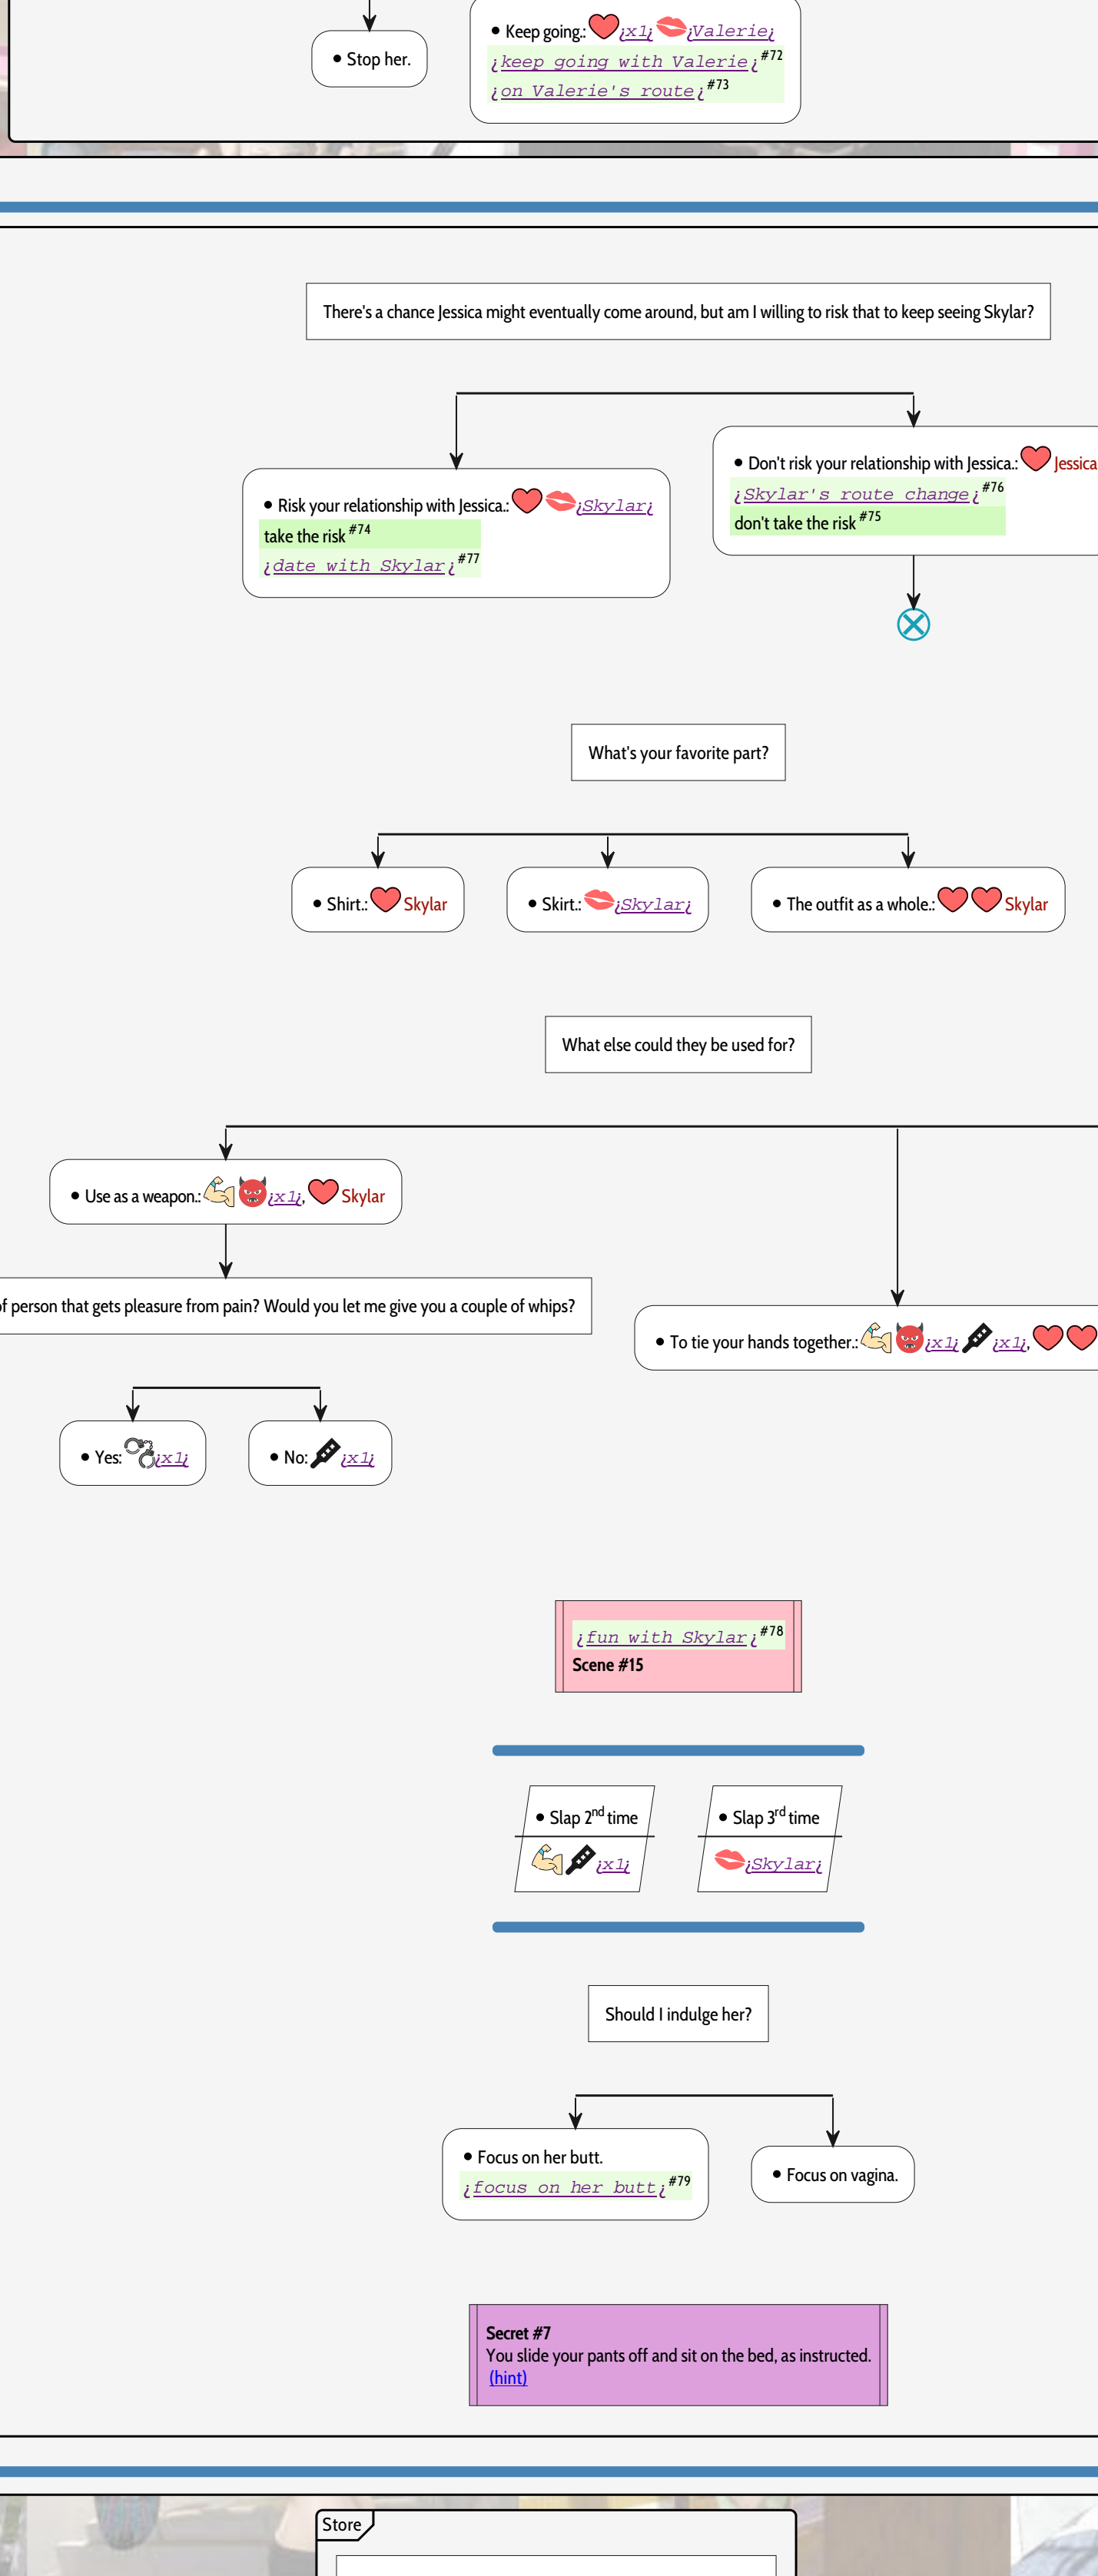 • Stop her.
• Keep going.: ¿x1¿ ¿Valerie¿
¿keep going with Valerie¿ #72
¿on Valerie's route¿ #73
There's a chance Jessica might eventually come around, but am I willing to risk that to keep seeing Skylar?
• Risk your relationship with Jessica.: ¿Skylar¿
take the risk #74
¿date with Skylar¿ #77
• Don't risk your relationship with Jessica.: Jessica
¿Skylar's route change¿ #76
don't take the risk #75
What's your favorite part?
• Shirt.: Skylar
• Skirt.: ¿Skylar¿
• The outfit as a whole.: Skylar
What else could they be used for?
• Use as a weapon.: ¿x1¿, Skylar
of person that gets pleasure from pain? Would you let me give you a couple of whips?
• To tie your hands together.: ¿x1¿ ¿x1¿,
• Yes: ¿x1¿
• No: ¿x1¿
¿fun with Skylar¿ #78
Scene #15
• Slap 2nd time
¿x1¿
• Slap 3rd time
¿Skylar¿
Should I indulge her?
• Focus on her butt.
¿focus on her butt¿ #79
• Focus on vagina.
Secret #7
You slide your pants off and sit on the bed, as instructed.
(hint)
Store